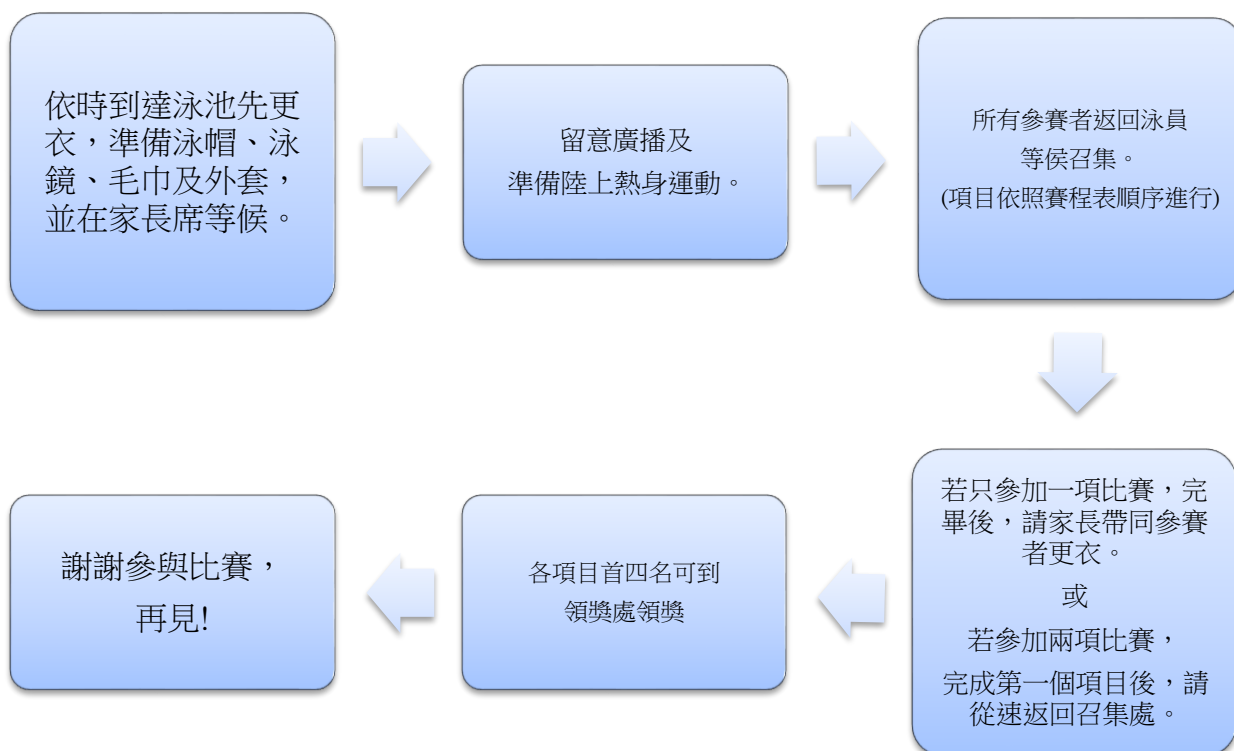 依時到達泳池先更
衣，準備泳帽、泳
鏡、毛巾及外套，
並在家長席等候。
留意廣播及
準備陸上熱身運動。
所有參賽者返回泳員
等侯召集。
(項目依照賽程表順序進行)
若只參加一項比賽，完
畢後，請家長帶同參賽
者更衣。
或
若參加兩項比賽，
完成第一個項目後，請
從速返回召集處。
各項目首四名可到
領獎處領獎
謝謝參與比賽，
再見!